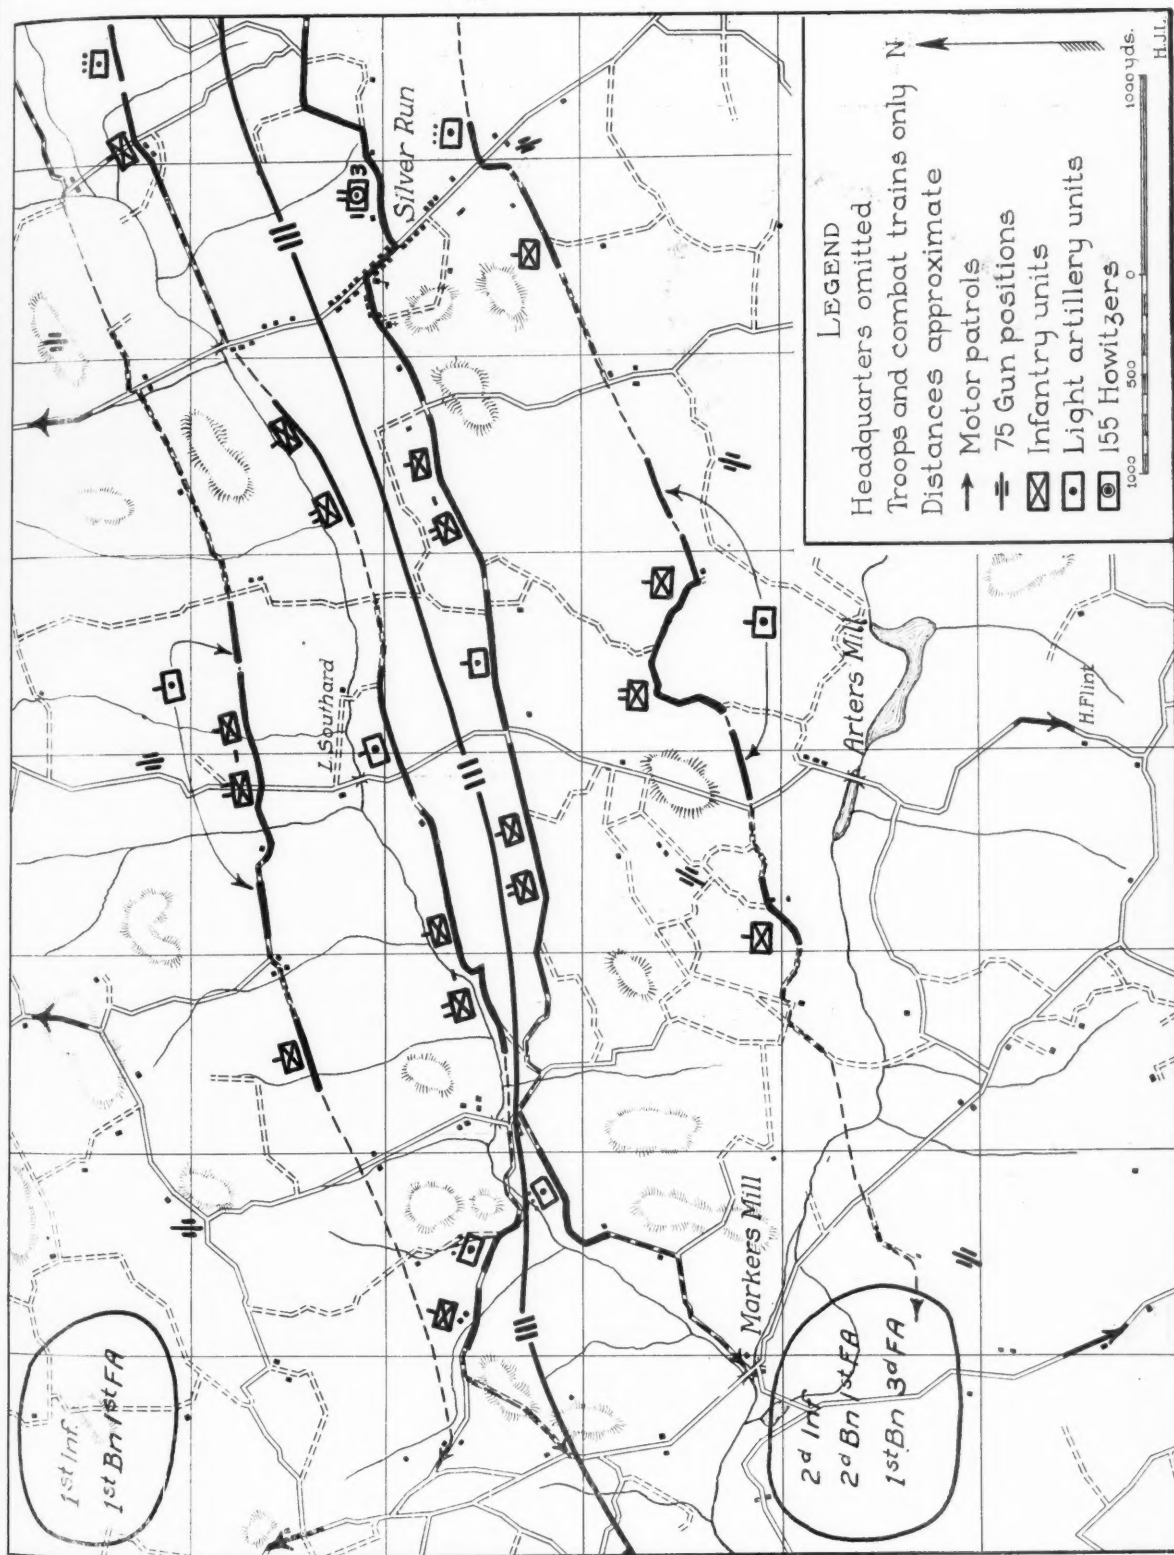 Silver Run
3
L. Southard
Arters Mill
H. Flint
Markers Mill
1st Inf.
1st Bn 1st FA
2d Inf
2d Bn 1st FA
1st Bn 3d FA
LEGEND
Headquarters omitted
Troops and combat trains only
Distances approximate
N
Motor patrols
75 Gun positions
Infantry units
Light artillery units
155 Howitzers
1000 500 0 1000 yds.
H.J.L.